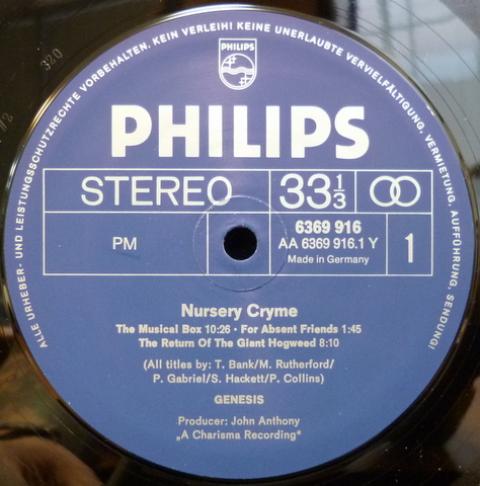 ALLE URHEBER- UND LEISTUNGSSCHUTZRECHTE VORBEHALTEN. KEIN VERLEIH! KEINE UNERLAUBTE VERVIELFÄLTIGUNG, VERMIETUNG, AUFFÜHRUNG, SENDUNG!
PHILIPS
PHILIPS
STEREO 33 1/3
PM
6369 916
AA 6369 916.1 Y
Made in Germany
1
Nursery Cryme
The Musical Box 10:26 · For Absent Friends 1:45
The Return Of The Giant Hogweed 8:10
(All titles by: T. Bank/M. Rutherford/
P. Gabriel/S. Hackett/P. Collins)
GENESIS
Producer: John Anthony
„A Charisma Recording"
320